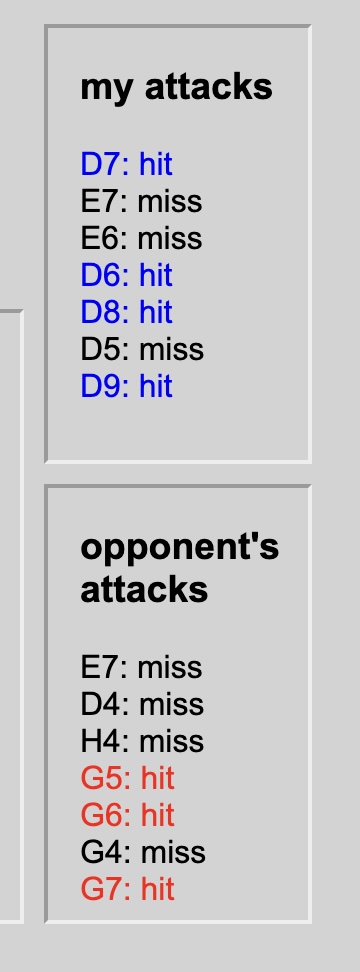 my attacks
D7: hit
E7: miss
E6: miss
D6: hit
D8: hit
D5: miss
D9: hit
opponent's
attacks
E7: miss
D4: miss
H4: miss
G5: hit
G6: hit
G4: miss
G7: hit